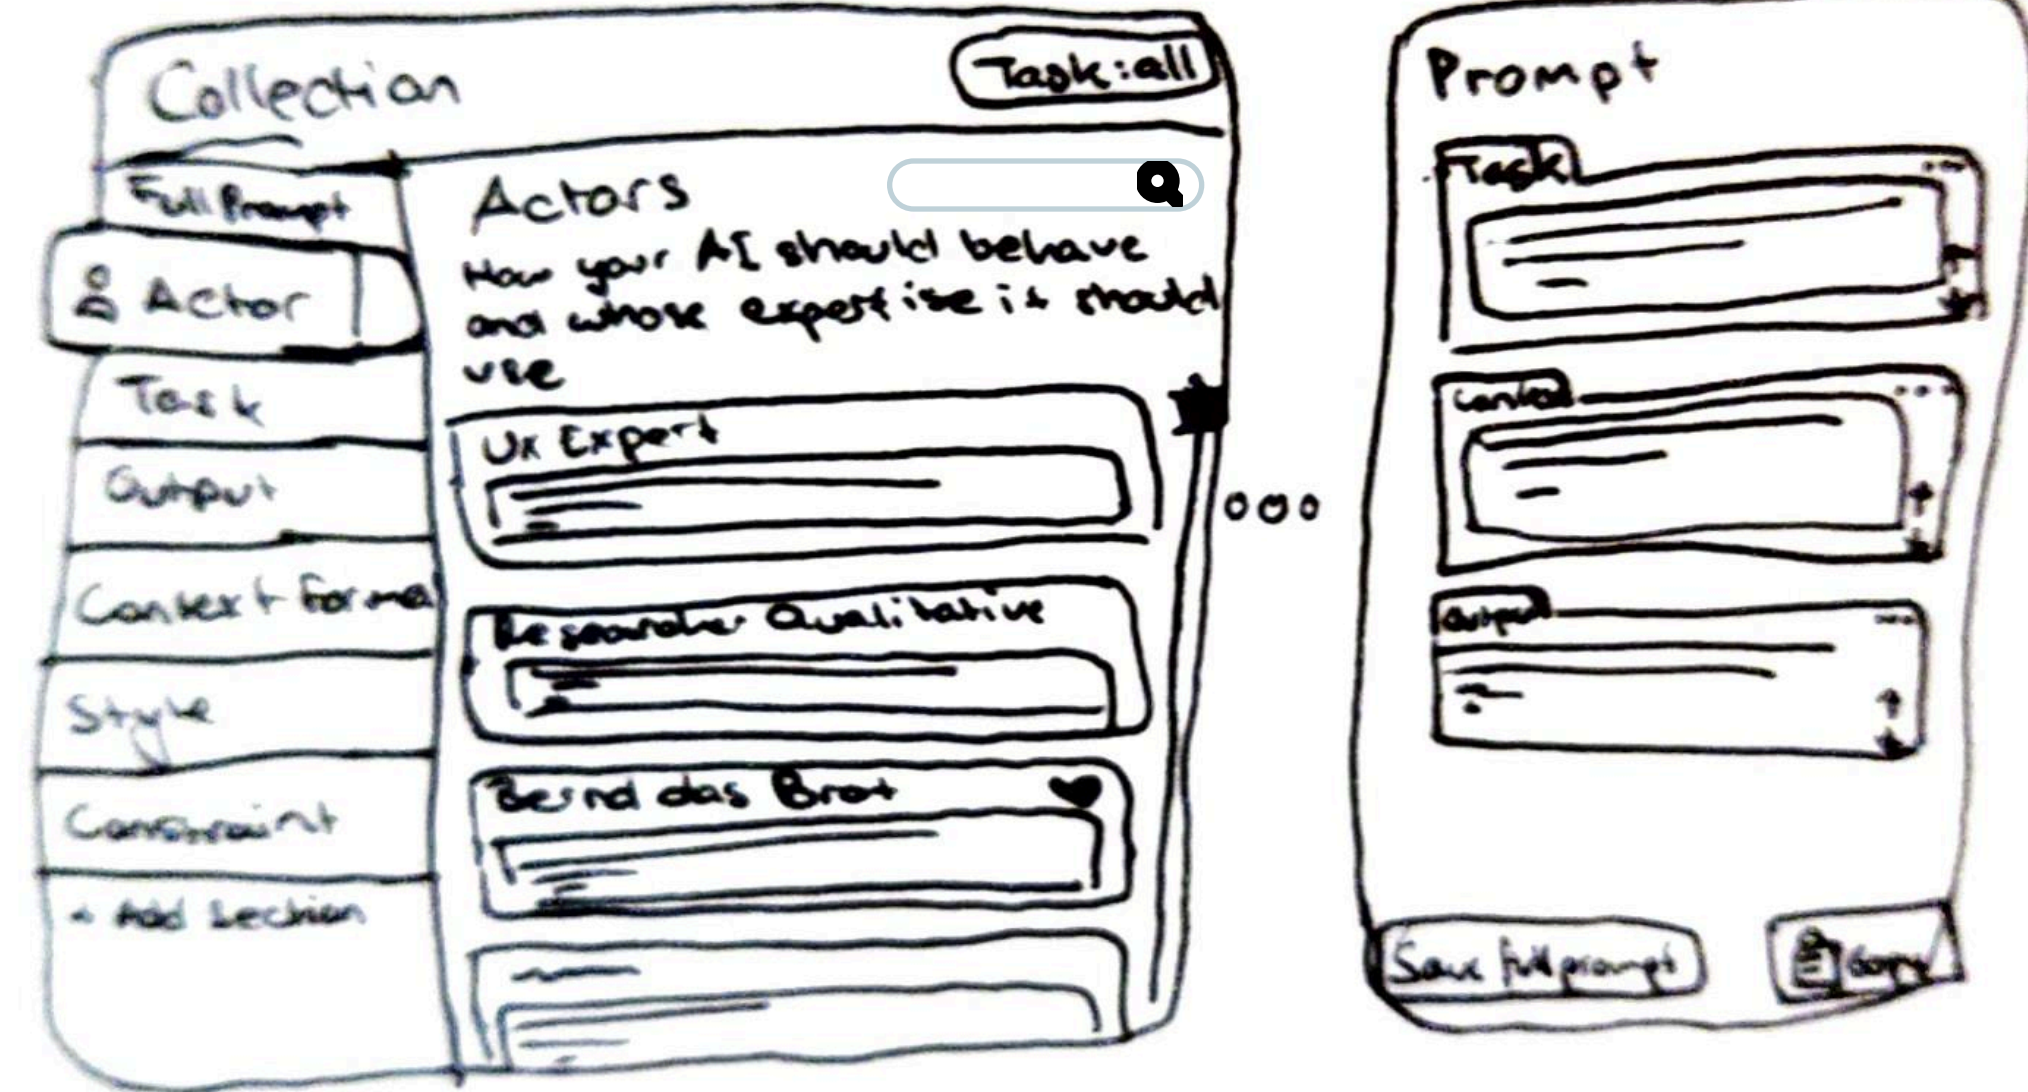 Collection
Task:all
Full Prompt
Actor
Task
Output
Context Forma
Style
Constraint
+ Add Section
Actors
How your AI should behave
and whose expertise it should
use
Ux Expert
Researcher Qualitative
Bernd das Brot
Prompt
Task
Context
Output
Save full prompt
Copy